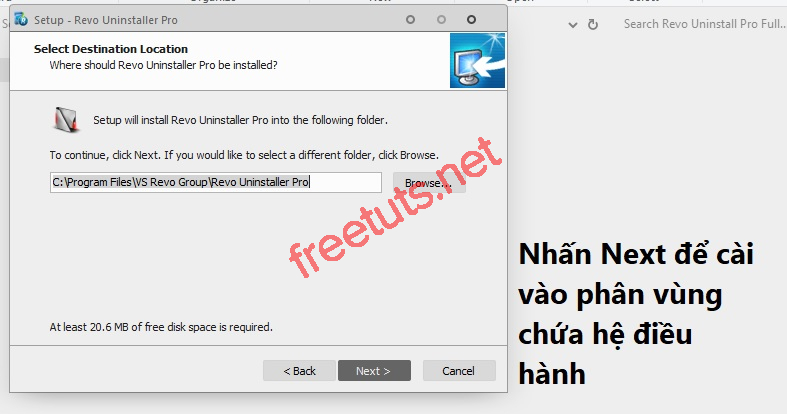 Setup - Revo Uninstaller Pro
Search Revo Uninstall Pro Full...
Select Destination Location
Where should Revo Uninstaller Pro be installed?
Setup will install Revo Uninstaller Pro into the following folder.
To continue, click Next. If you would like to select a different folder, click Browse.
C:\Program Files\VS Revo Group\Revo Uninstaller Pro
Browse...
freetuts.net
Nhấn Next để cài
vào phân vùng
chứa hệ điều
hành
At least 20.6 MB of free disk space is required.
< Back
Next >
Cancel